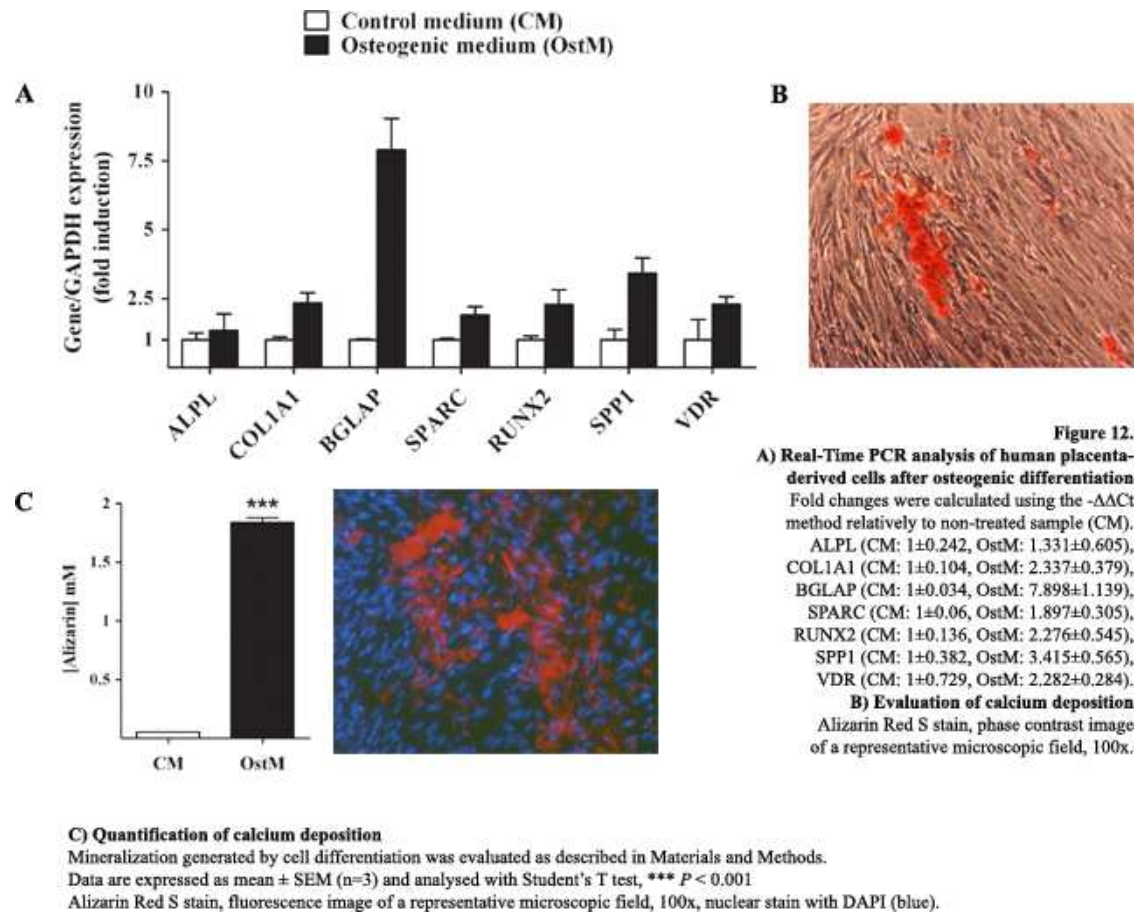 Control medium (CM)
Osteogenic medium (OstM)
A
Gene/GAPDH expression
(fold induction)
10
7.5
5
2.5
1
ALPL
COL1A1
BGLAP
SPARC
RUNX2
SPP1
VDR
B
Figure 12.
A) Real-Time PCR analysis of human placenta-
derived cells after osteogenic differentiation
Fold changes were calculated using the -ΔΔCt
method relatively to non-treated sample (CM).
ALPL (CM: 1±0.242, OstM: 1.331±0.605),
COL1A1 (CM: 1±0.104, OstM: 2.337±0.379),
BGLAP (CM: 1±0.034, OstM: 7.898±1.139),
SPARC (CM: 1±0.06, OstM: 1.897±0.305),
RUNX2 (CM: 1±0.136, OstM: 2.276±0.545),
SPP1 (CM: 1±0.382, OstM: 3.415±0.565),
VDR (CM: 1±0.729, OstM: 2.282±0.284).
B) Evaluation of calcium deposition
Alizarin Red S stain, phase contrast image
of a representative microscopic field, 100x.
C
[Alizarin] mM
2
1.5
1
0.5
***
CM
OstM
C) Quantification of calcium deposition
Mineralization generated by cell differentiation was evaluated as described in Materials and Methods.
Data are expressed as mean ± SEM (n=3) and analysed with Student's T test, *** P < 0.001
Alizarin Red S stain, fluorescence image of a representative microscopic field, 100x, nuclear stain with DAPI (blue).